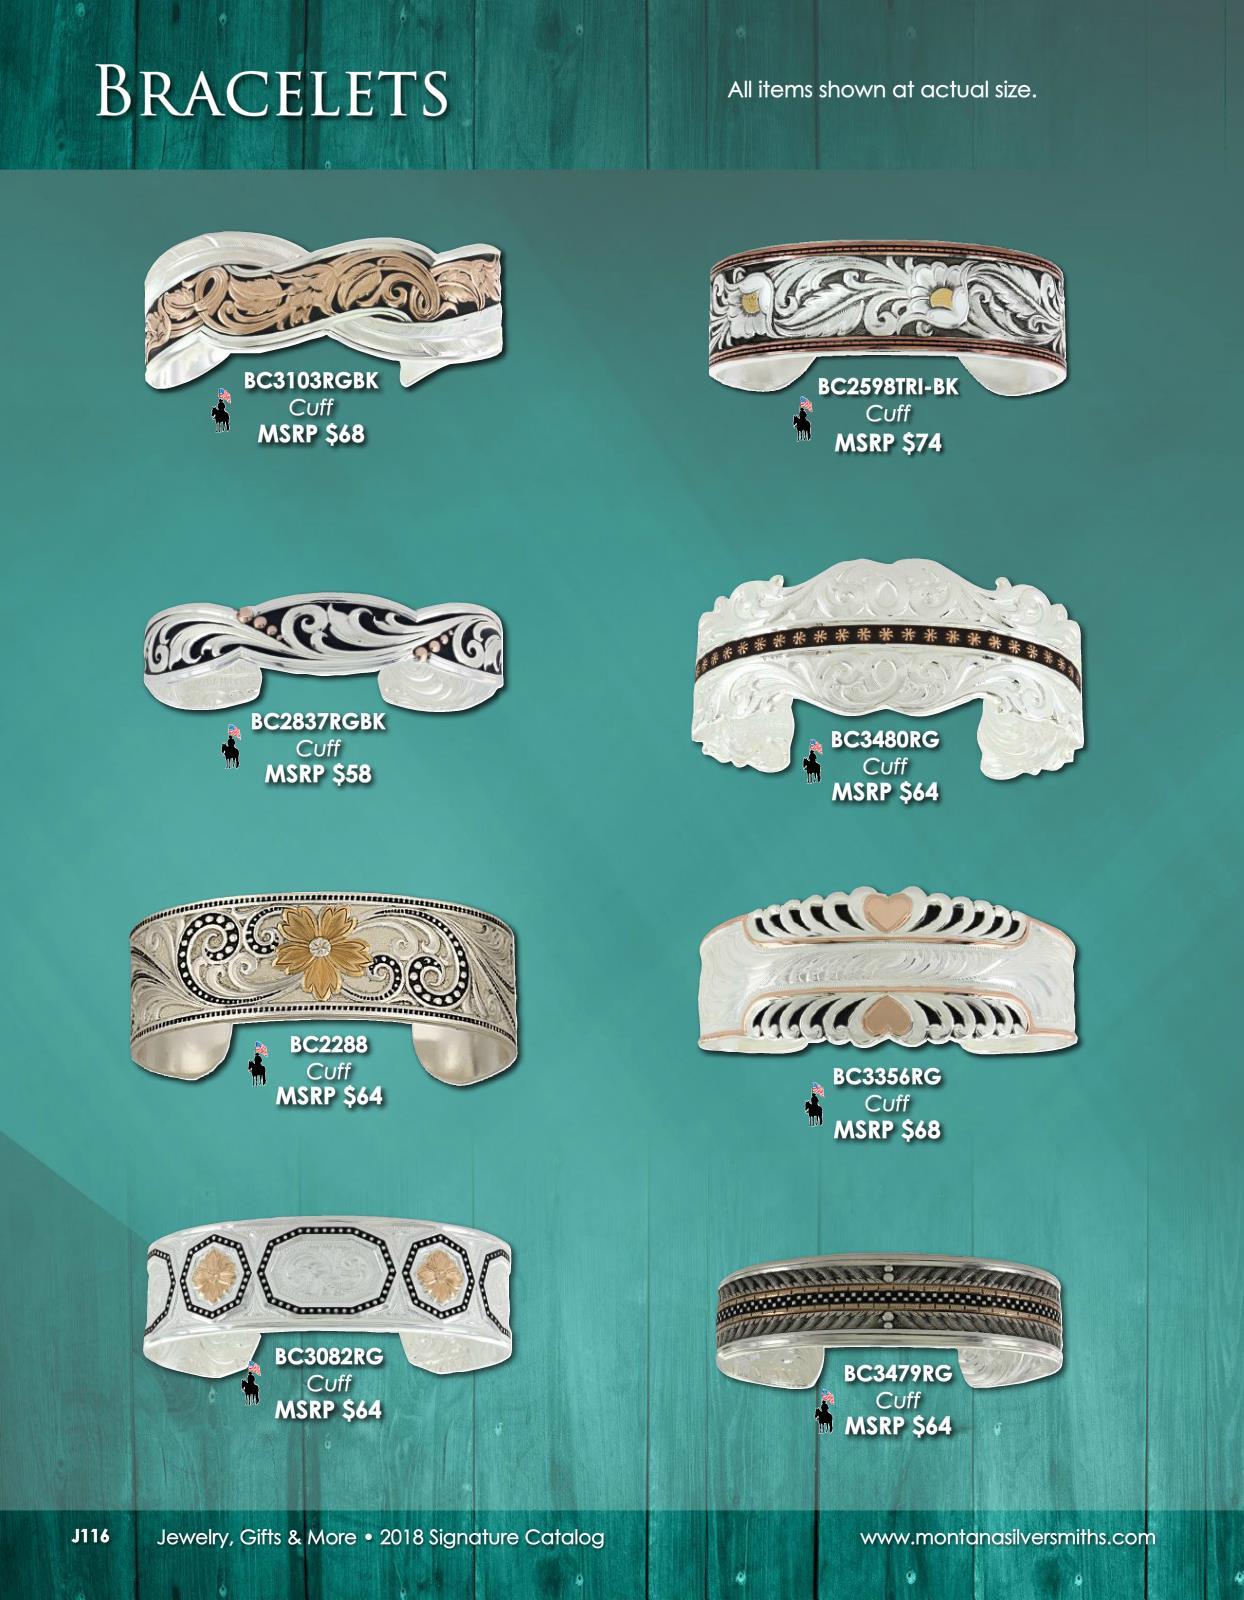 BRACELETS
All items shown at actual size.
BC3103RGBK
Cuff
MSRP $68
BC2598TRI-BK
Cuff
MSRP $74
BC2837RGBK
Cuff
MSRP $58
BC3480RG
Cuff
MSRP $64
BC2288
Cuff
MSRP $64
BC3356RG
Cuff
MSRP $68
BC3082RG
Cuff
MSRP $64
BC3479RG
Cuff
MSRP $64
J116 Jewelry, Gifts & More • 2018 Signature Catalog www.montanasilversmiths.com